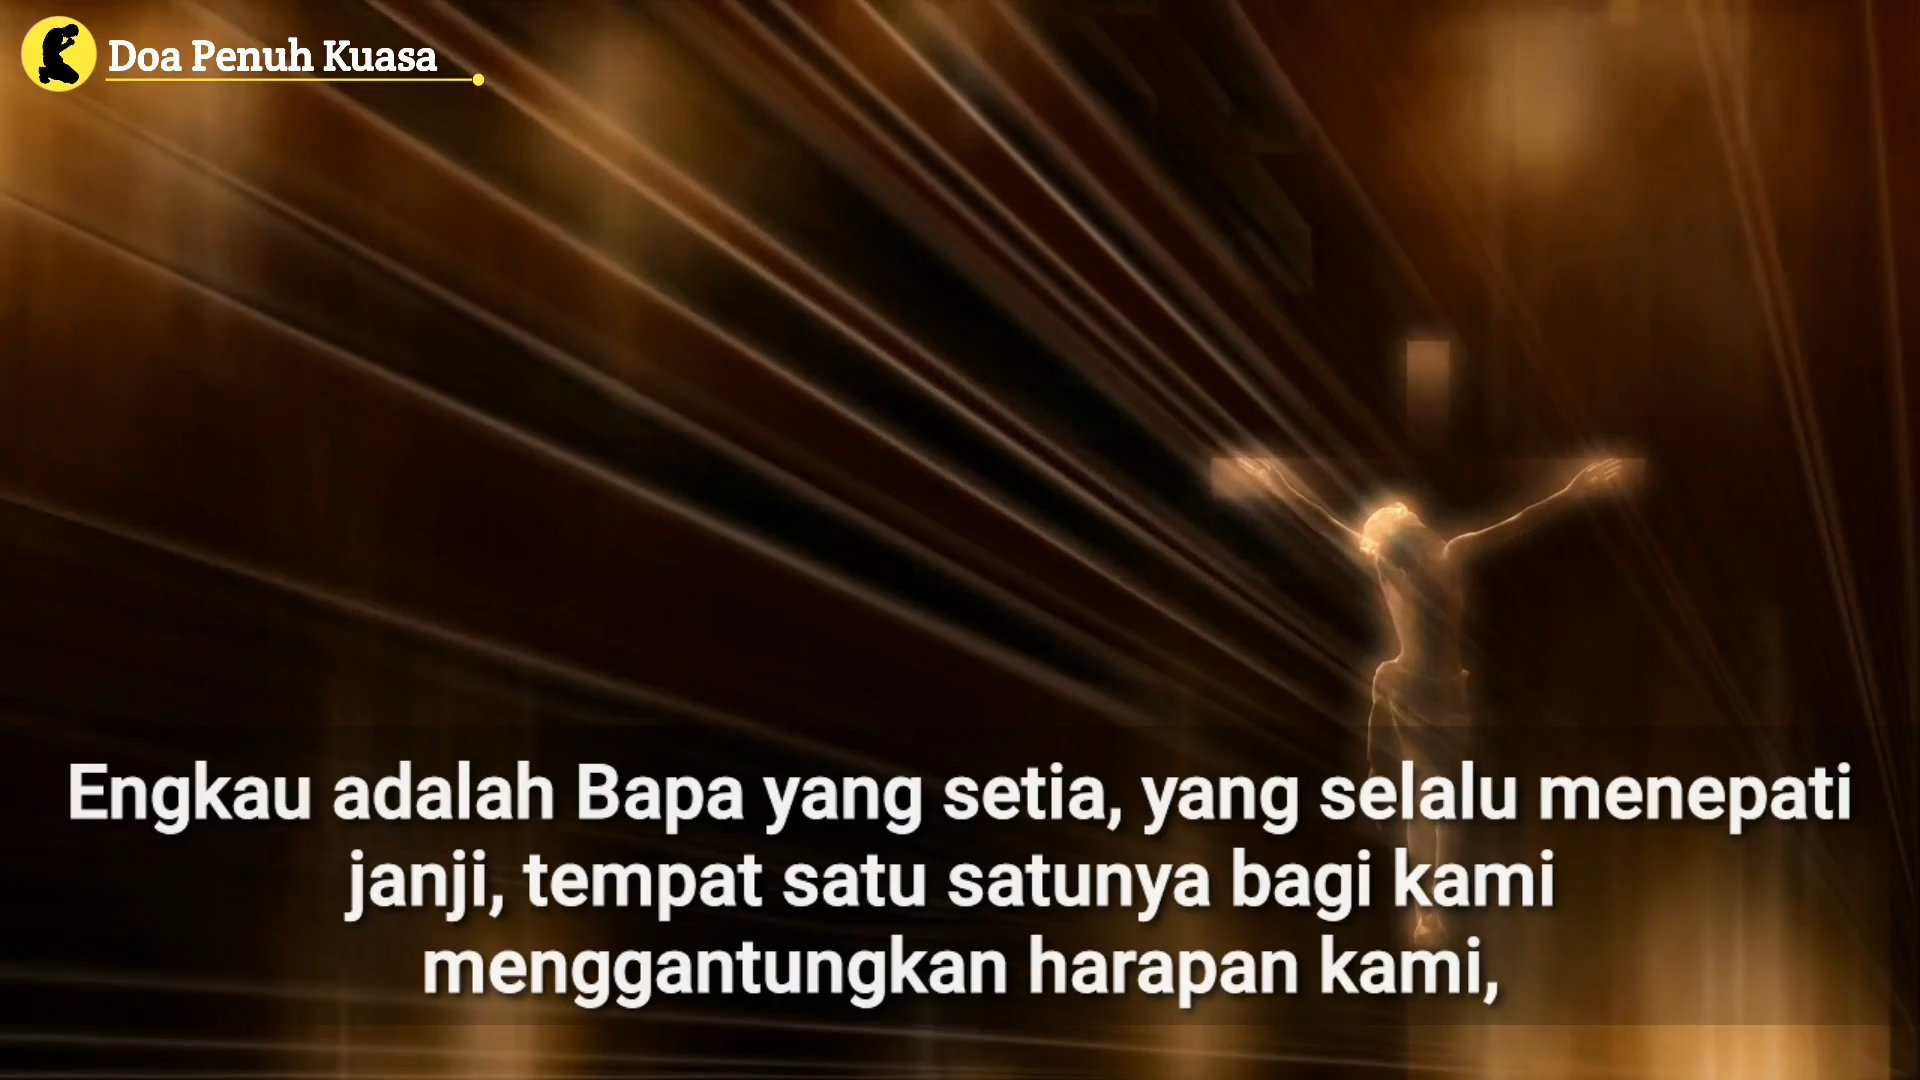 Doa Penuh Kuasa
Engkau adalah Bapa yang setia, yang selalu menepati
janji, tempat satu satunya bagi kami
menggantungkan harapan kami,